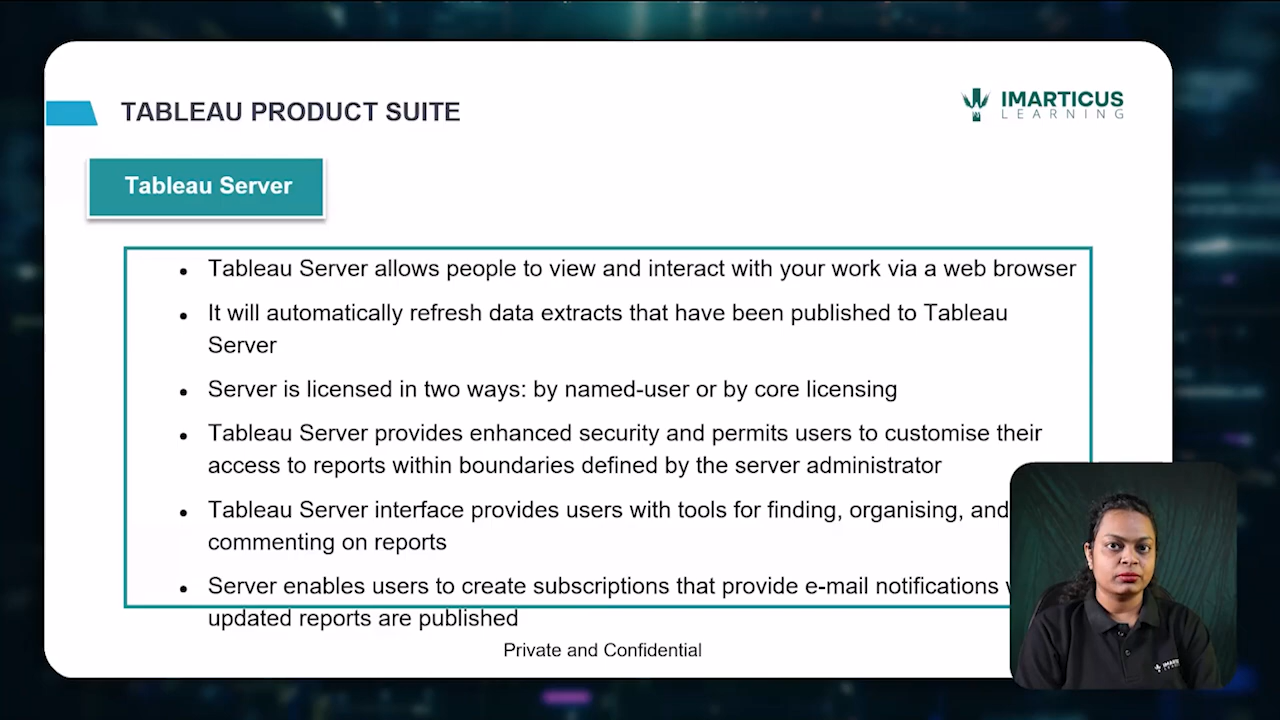 TABLEAU PRODUCT SUITE
IMARTICUS
LEARNING
Tableau Server
Tableau Server allows people to view and interact with your work via a web browser
It will automatically refresh data extracts that have been published to Tableau
Server
Server is licensed in two ways: by named-user or by core licensing
Tableau Server provides enhanced security and permits users to customise their
access to reports within boundaries defined by the server administrator
Tableau Server interface provides users with tools for finding, organising, and
commenting on reports
Server enables users to create subscriptions that provide e-mail notifications
updated reports are published
Private and Confidential